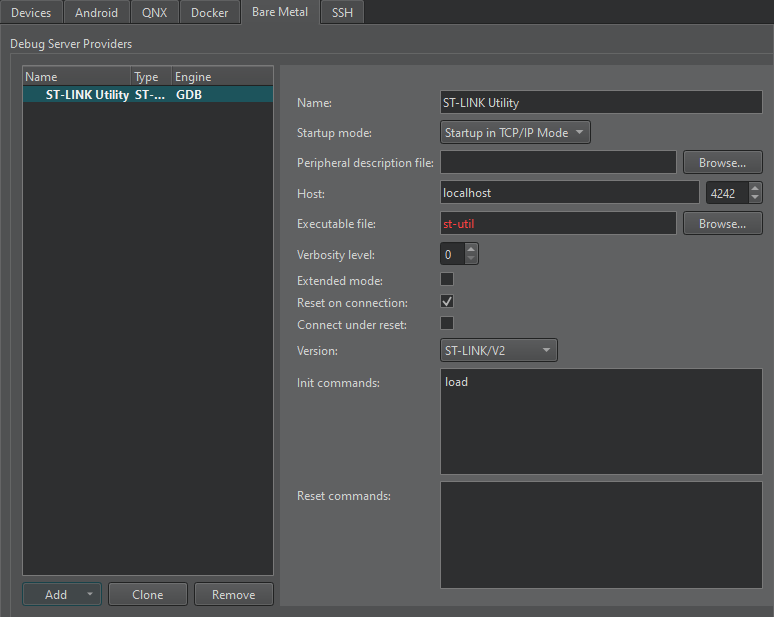 Devices Android QNX Docker Bare Metal SSH
Debug Server Providers
Name Type Engine
ST-LINK Utility ST-... GDB
Name: ST-LINK Utility
Startup mode: Startup in TCP/IP Mode
Peripheral description file: Browse...
Host: localhost 4242
Executable file: st-util Browse...
Verbosity level: 0
Extended mode:
Reset on connection:
Connect under reset:
Version: ST-LINK/V2
Init commands: load
Reset commands:
Add Clone Remove